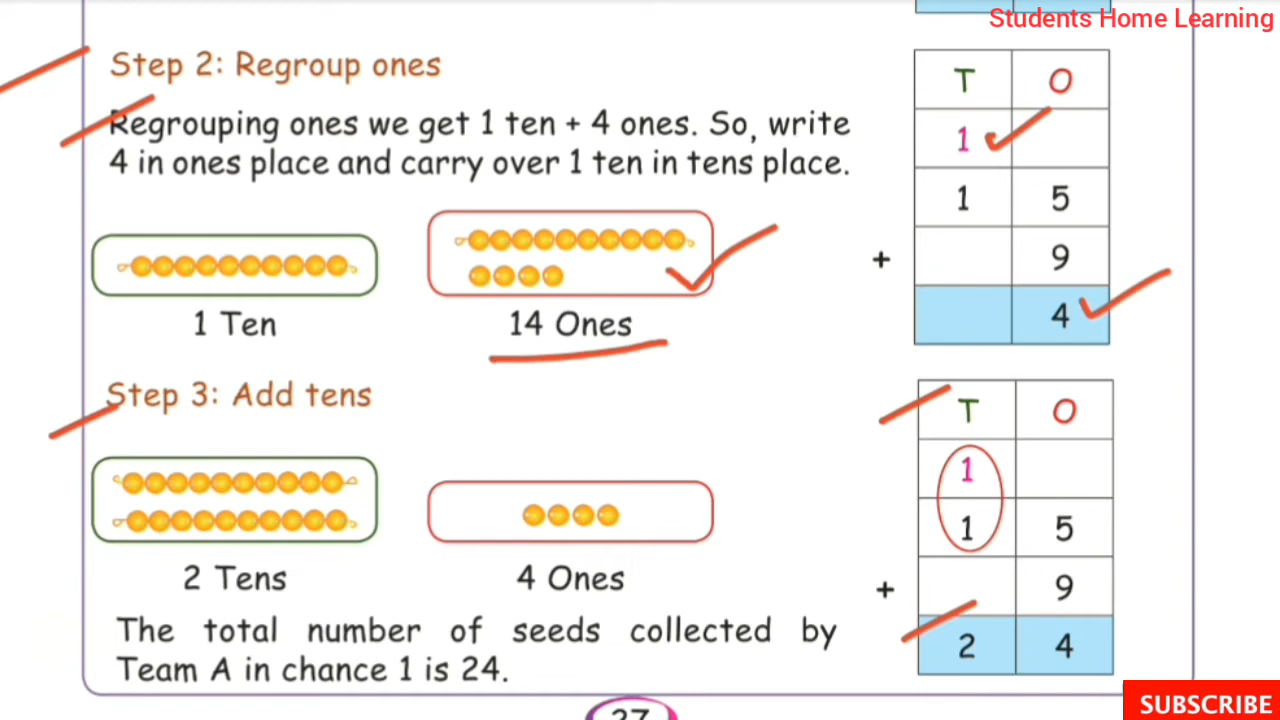 Students Home Learning
Step 2: Regroup ones
Regrouping ones we get 1 ten + 4 ones. So, write
4 in ones place and carry over 1 ten in tens place.
1 Ten
14 Ones
T O
1
1 5
+ 9
4
Step 3: Add tens
2 Tens
4 Ones
The total number of seeds collected by
Team A in chance 1 is 24.
T O
1
1 5
+ 9
2 4
27
SUBSCRIBE